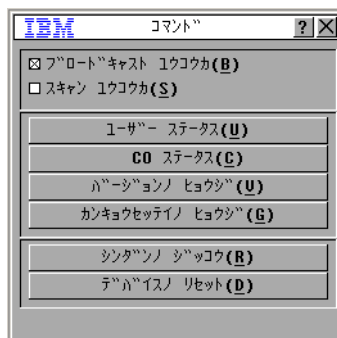 IBM コマンド ? X
ブロードキャスト ユウコウカ(B)
スキャン ユウコウカ(S)
ユーザー ステータス(U)
CO ステータス(C)
バージョンノ ヒョウジ(V)
カンキョウセッテイノ ヒョウジ(G)
シンダンノ ジッコウ(R)
デバイスノ リセット(D)